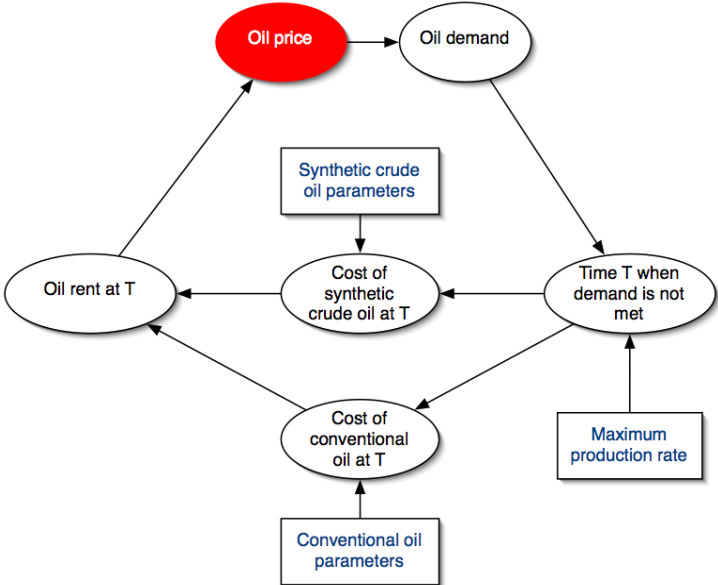 Oil price
Oil demand
Synthetic crude
oil parameters
Oil rent at T
Cost of
synthetic
crude oil at T
Time T when
demand is not
met
Cost of
conventional
oil at T
Maximum
production rate
Conventional oil
parameters